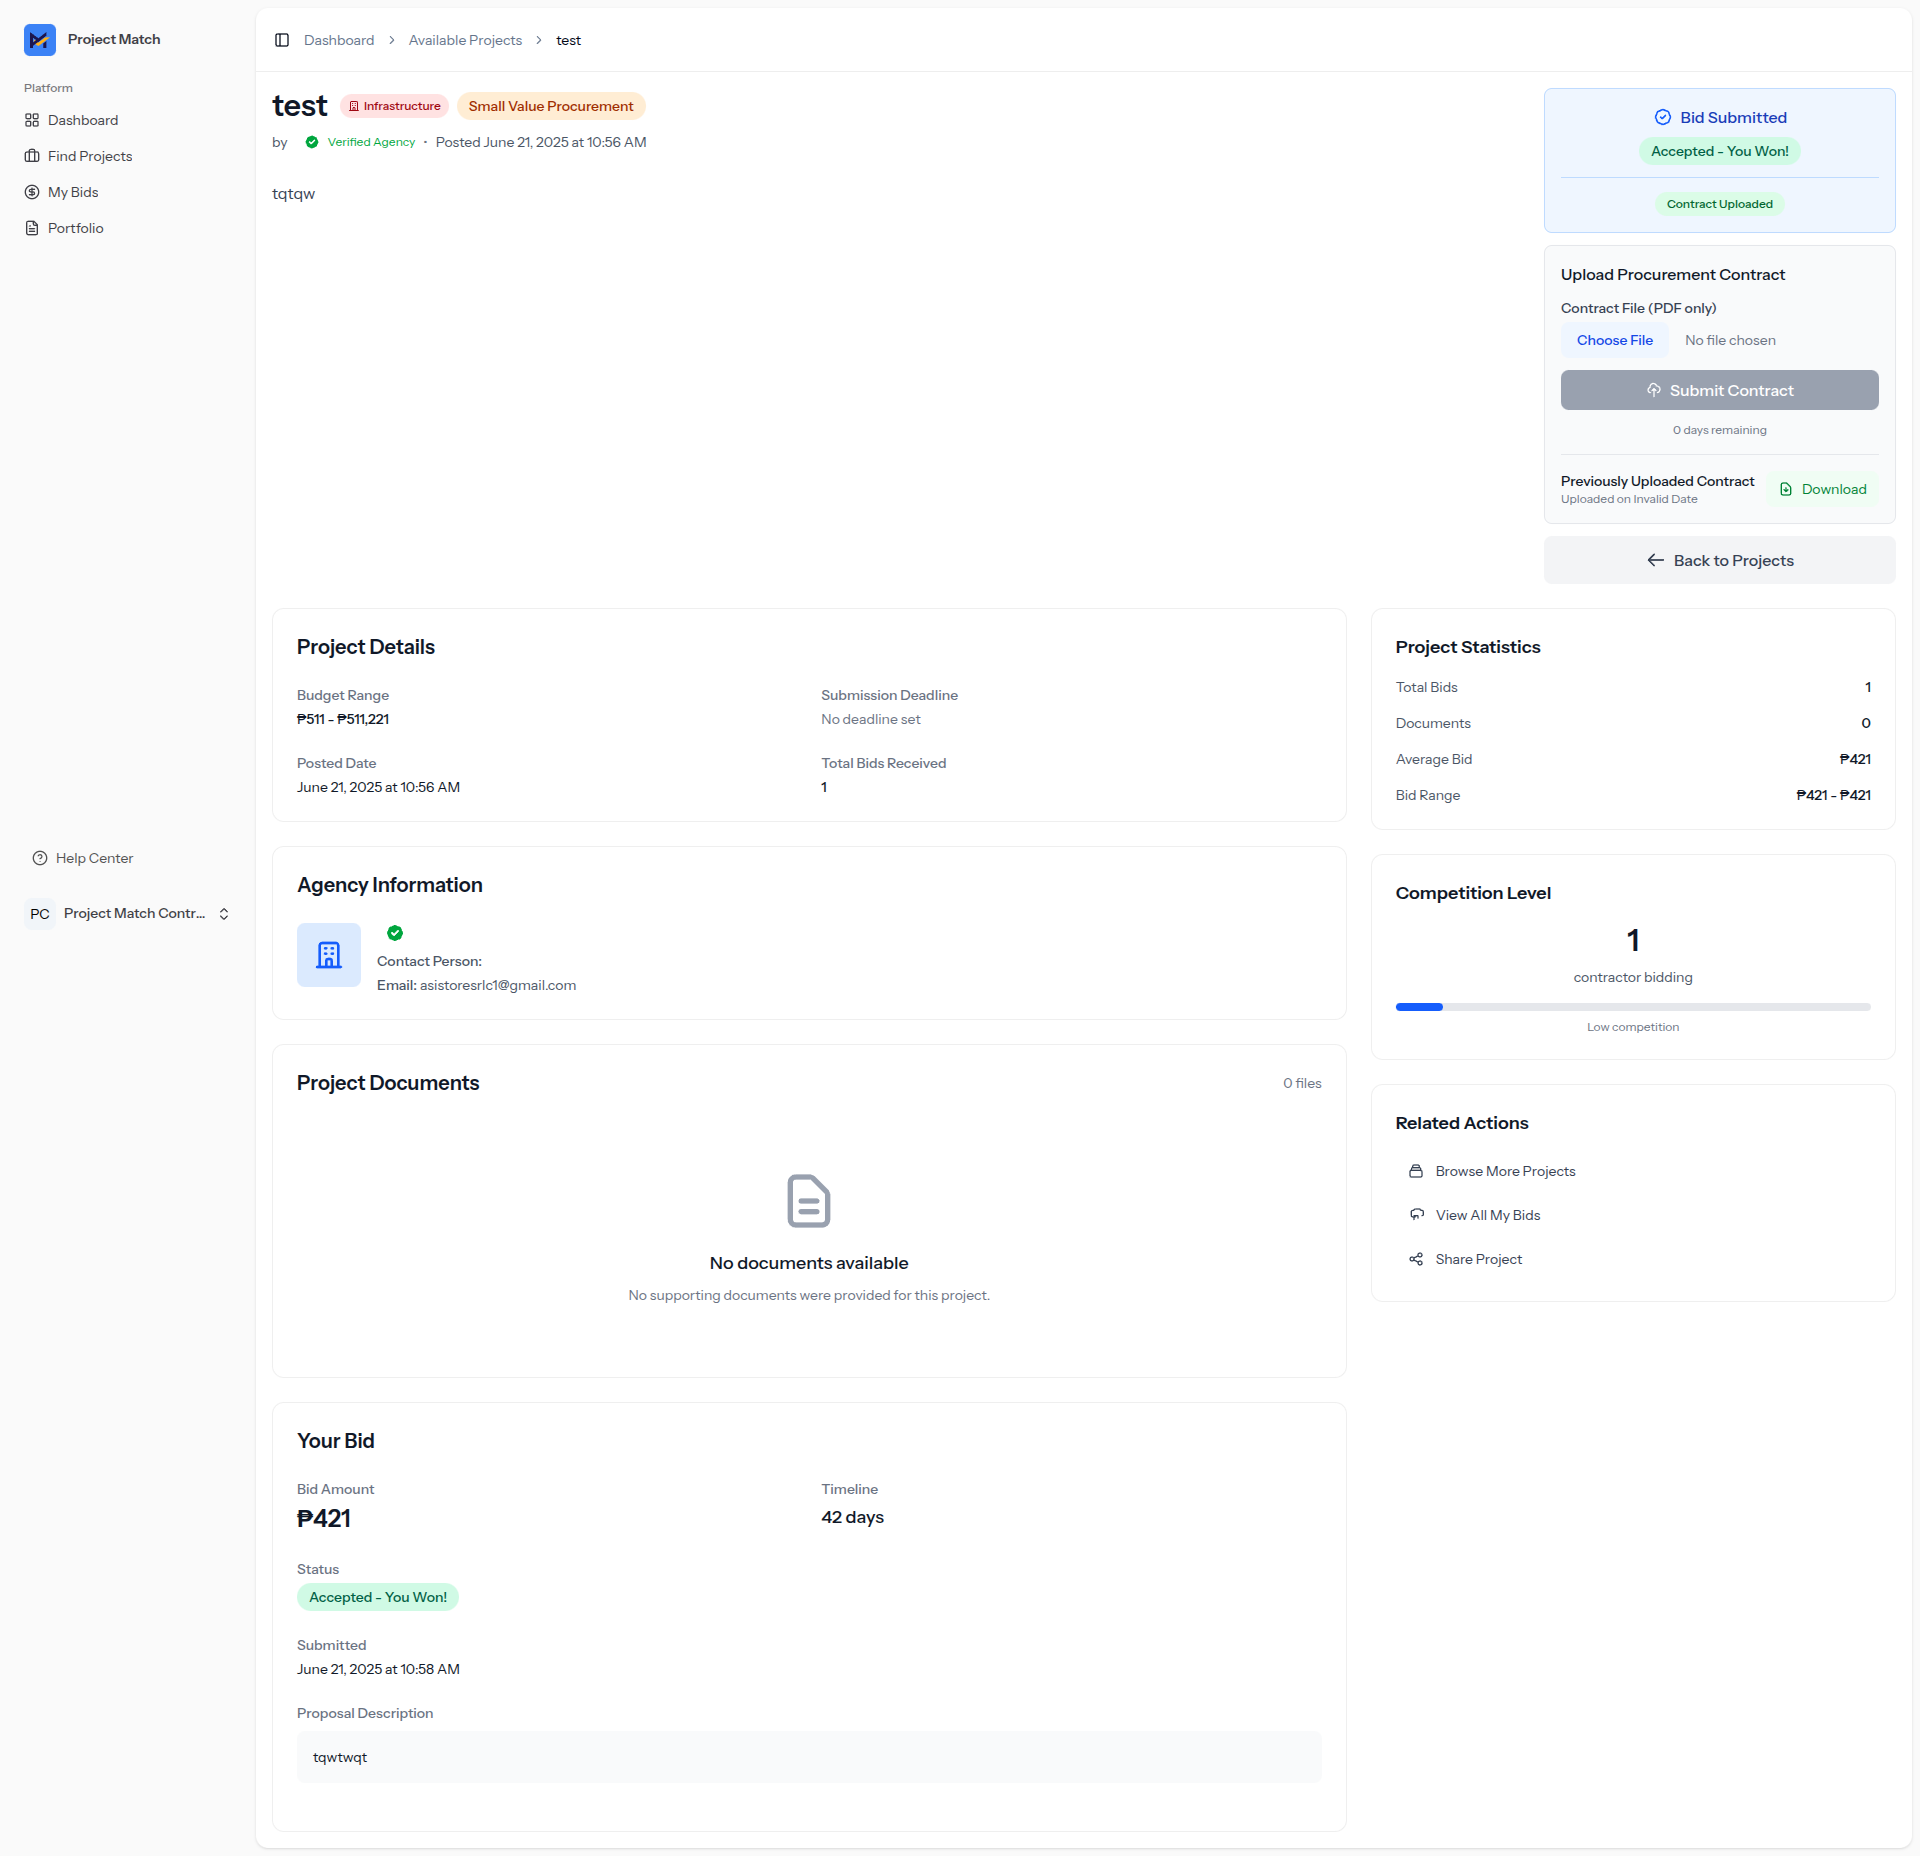 Project Match
Platform
Dashboard
Find Projects
My Bids
Portfolio
Help Center
PC Project Match Contr...
Dashboard > Available Projects > test
test Infrastructure Small Value Procurement
by Verified Agency • Posted June 21, 2025 at 10:56 AM
tqtqw
Bid Submitted
Accepted - You Won!
Contract Uploaded
Upload Procurement Contract
Contract File (PDF only)
Choose File No file chosen
Submit Contract
0 days remaining
Previously Uploaded Contract
Uploaded on Invalid Date
Download
Back to Projects
Project Details
Budget Range
₱511 - ₱511,221
Submission Deadline
No deadline set
Posted Date
June 21, 2025 at 10:56 AM
Total Bids Received
1
Agency Information
Contact Person:
Email: asistoresrlc1@gmail.com
Project Documents 0 files
No documents available
No supporting documents were provided for this project.
Your Bid
Bid Amount
₱421
Timeline
42 days
Status
Accepted - You Won!
Submitted
June 21, 2025 at 10:58 AM
Proposal Description
tqwtwqt
Project Statistics
Total Bids 1
Documents 0
Average Bid ₱421
Bid Range ₱421 - ₱421
Competition Level
1
contractor bidding
Low competition
Related Actions
Browse More Projects
View All My Bids
Share Project